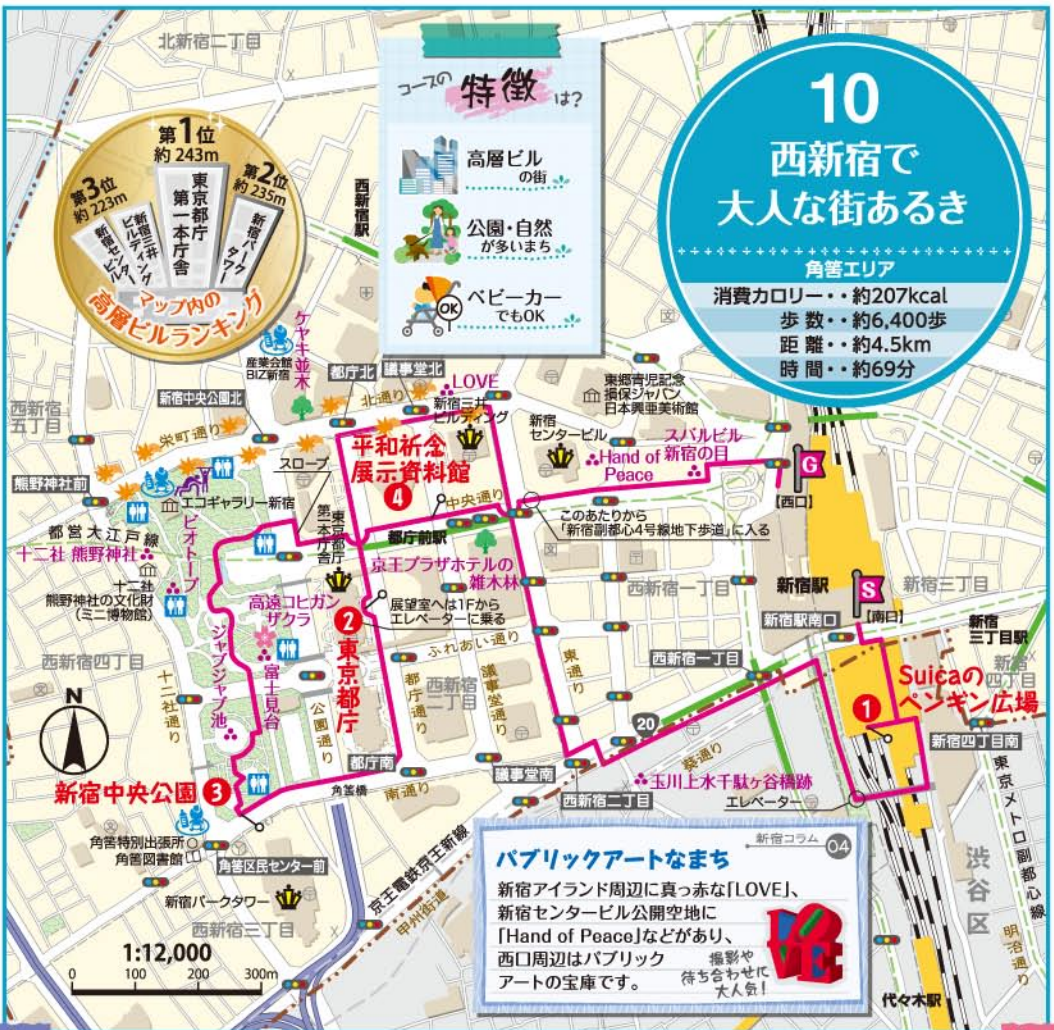 北新宿二丁目
コースの特徴は?
高層ビル
の街
公園・自然
が多いまち
OK
ベビーカー
でもOK
10
西新宿で
大人な街あるき
角筈エリア
消費カロリー・・約207kcal
歩数・・約6,400歩
距離・・約4.5km
時間・・約69分
第1位
約243m
東京都庁
第一本庁舎
第2位
約235m
新宿パーク
タワー
第3位
約223m
新宿三井
ビルディング
新宿センター
ビル
マップ内の
高層ビルランキング
西新宿駅
ケヤキ並木
産業会館
BIZ新宿
都庁北
議事堂北
LOVE
新宿中央公園北
北通り
新宿三井
ビルディング
新宿
センタービル
東郷青児記念
損保ジャパン
日本興亜美術館
スバルビル
新宿の目
Hand of
Peace
G
【西口】
西新宿
五丁目
栄町通り
熊野神社前
スロープ
平和祈念
展示資料館
4
中央通り
エコギャラリー新宿
都営大江戸線
ビオトープ
東京都庁
第一本庁舎
都庁前駅
このあたりから
「新宿副都心4号線地下歩道」に入る
十二社 熊野神社
十二社
熊野神社の文化財
(ミニ博物館)
京王プラザホテルの
雑木林
西新宿一丁目
新宿駅
新宿三丁目
S
【南口】
新宿駅南口
新宿
三丁目駅
高遠コヒガン
ザクラ
展望室へは1Fから
エレベーターに乗る
2
東京都庁
ふれあい通り
西新宿四丁目
ジャブジャブ池
富士見台
公園通り
都庁通り
西新宿
二丁目
議事堂通り
東通り
西新宿一丁目
新宿
四丁目
Suicaの
ペンギン広場
1
N
十二社通り
20
新宿四丁目南
都庁南
議事堂南
葵通り
新宿中央公園
3
角筈橋
南通り
西新宿二丁目
玉川上水千駄ヶ谷橋跡
エレベーター
東京メトロ副都心線
角筈特別出張所
角筈図書館
角筈区民センター前
新宿パークタワー
西新宿三丁目
京王電鉄京王新線
甲州街道
渋谷区
明治通り
代々木駅
1:12,000
0 100 200 300m
新宿コラム 04
パブリックアートなまち
新宿アイランド周辺に真っ赤な「LOVE」、
新宿センタービル公開空地に
「Hand of Peace」などがあり、
西口周辺はパブリック
アートの宝庫です。
撮影や
待ち合わせに
大人気!
LOVE